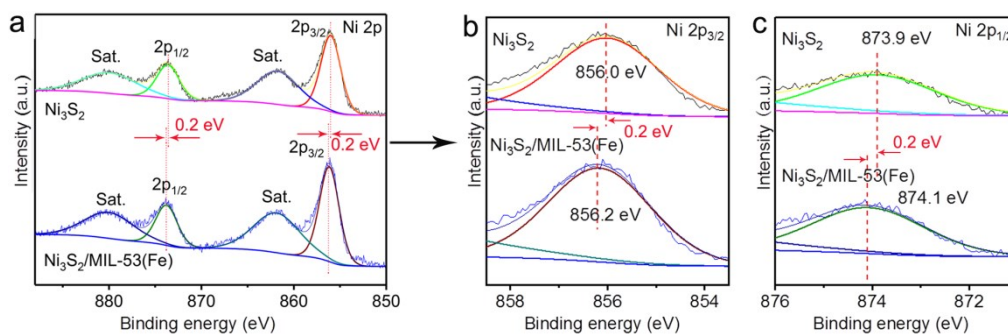 a
2p3/2
Ni 2p
2p1/2
Sat.
Sat.
Ni3S2
0.2 eV
0.2 eV
2p3/2
2p1/2
Sat.
Sat.
Ni3S2/MIL-53(Fe)
Intensity (a.u.)
880
870
860
850
Binding energy (eV)
b
Ni 2p3/2
Ni3S2
856.0 eV
0.2 eV
Ni3S2/MIL-53(Fe)
856.2 eV
Intensity (a.u.)
858
856
854
Binding energy (eV)
c
Ni 2p1/2
Ni3S2
873.9 eV
0.2 eV
Ni3S2/MIL-53(Fe)
874.1 eV
Intensity (a.u.)
876
874
872
Binding energy (eV)